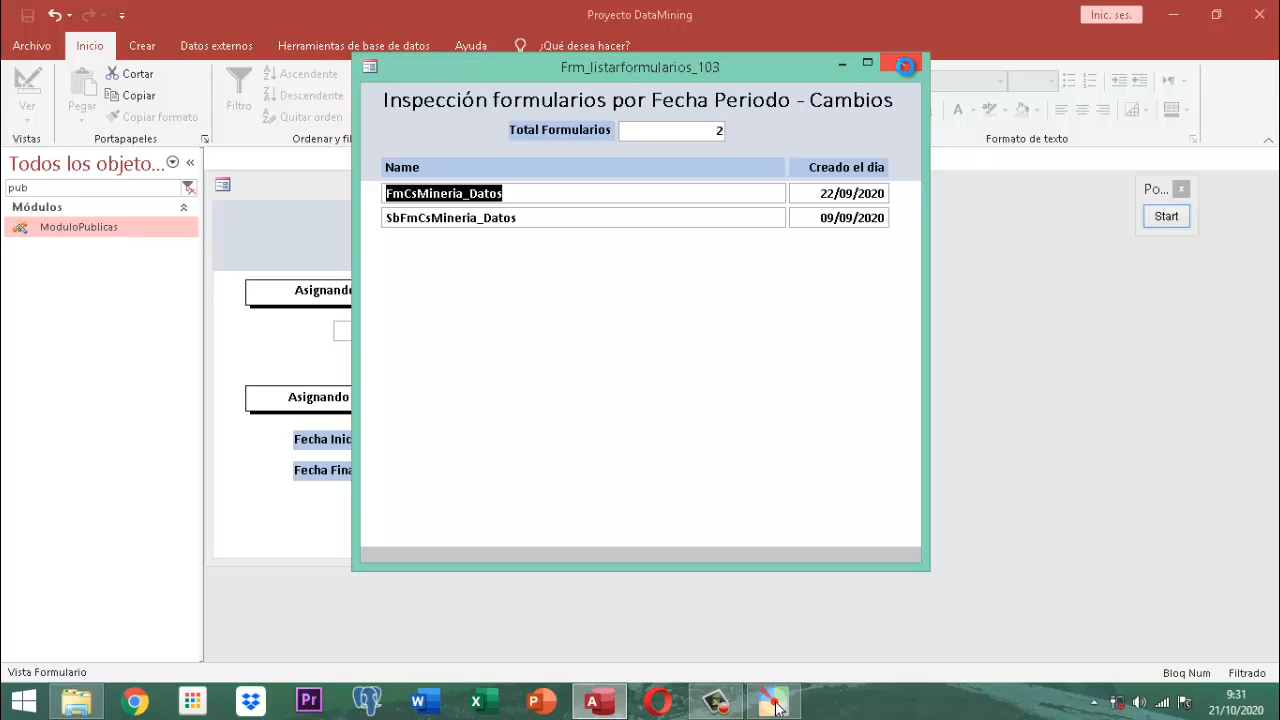 Proyecto DataMining
Inic. ses.
Archivo Inicio Crear Datos externos Herramientas de base de datos Ayuda ¿Qué desea hacer?
Ver
Vistas
Pegar
Cortar
Copiar
Copiar formato
Portapapeles
Filtro
Ascendente
Descendente
Quitar orden
Ordenar y fil
Formato de texto
Todos los objeto...
pub
Módulos
ModuloPublicas
Asignando
Asignando
Fecha Inic
Fecha Fina
Frm_listarformularios_103
Inspección formularios por Fecha Periodo - Cambios
Total Formularios 2
Name Creado el dia
FmCsMineria_Datos 22/09/2020
SbFmCsMineria_Datos 09/09/2020
Po...
Start
Vista Formulario
Bloq Num Filtrado
9:31
21/10/2020